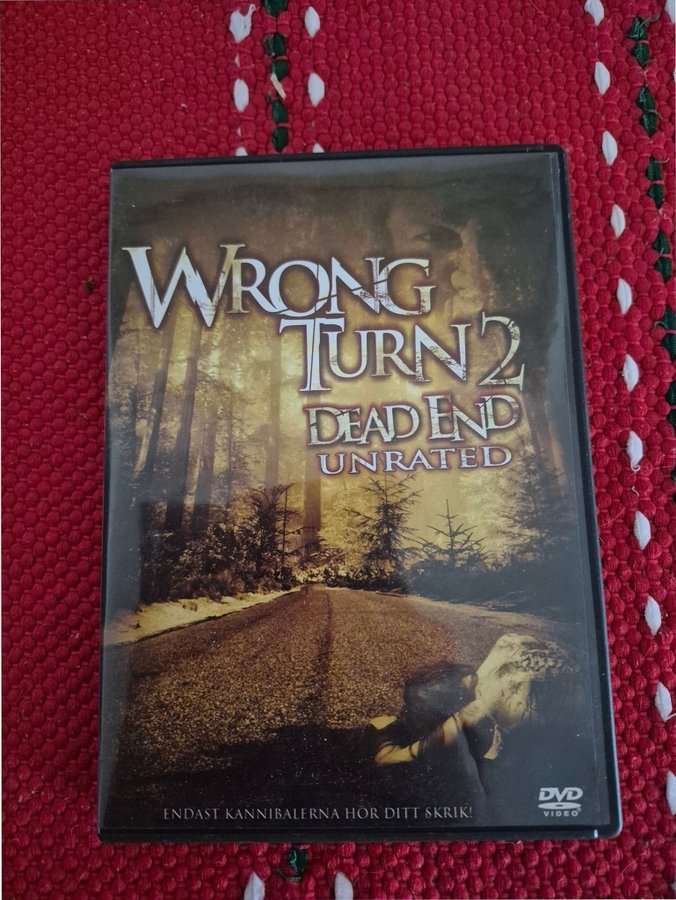 WRONG
TURN 2
DEAD END
UNRATED
ENDAST KANNIBALERNA HÖR DITT SKRIK!
DVD
VIDEO